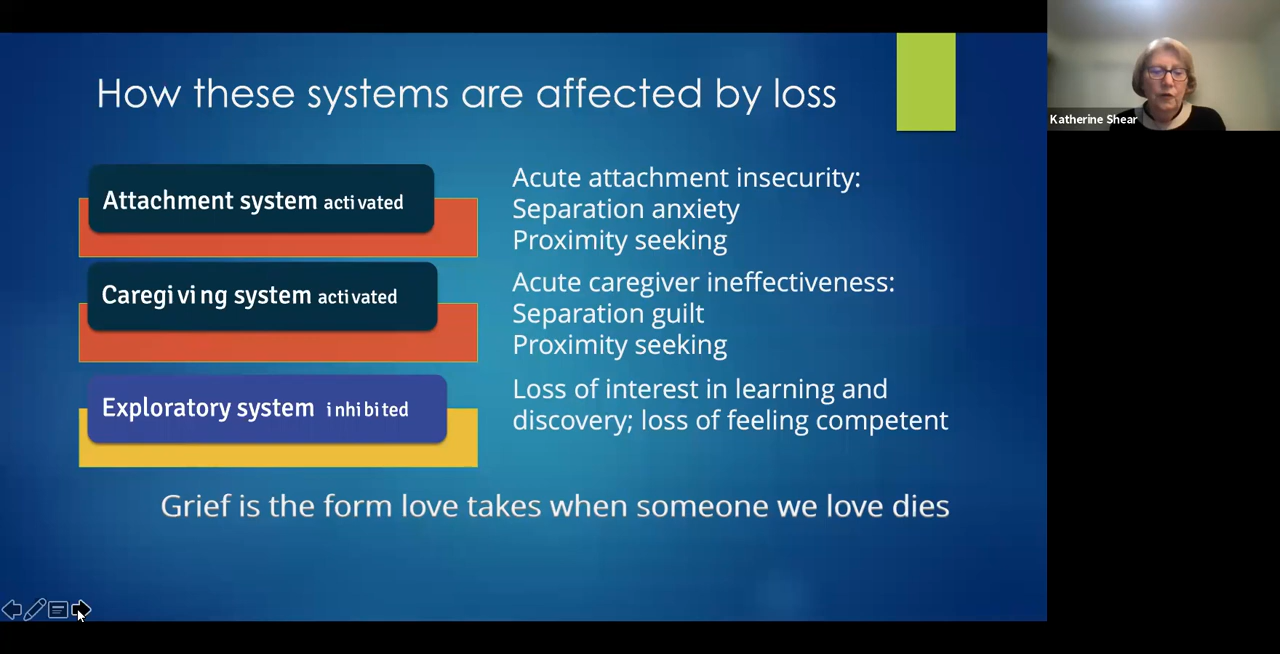 How these systems are affected by loss
Attachment system activated
Acute attachment insecurity:
Separation anxiety
Proximity seeking
Caregiving system activated
Acute caregiver ineffectiveness:
Separation guilt
Proximity seeking
Exploratory system inhibited
Loss of interest in learning and
discovery; loss of feeling competent
Grief is the form love takes when someone we love dies
Katherine Shear